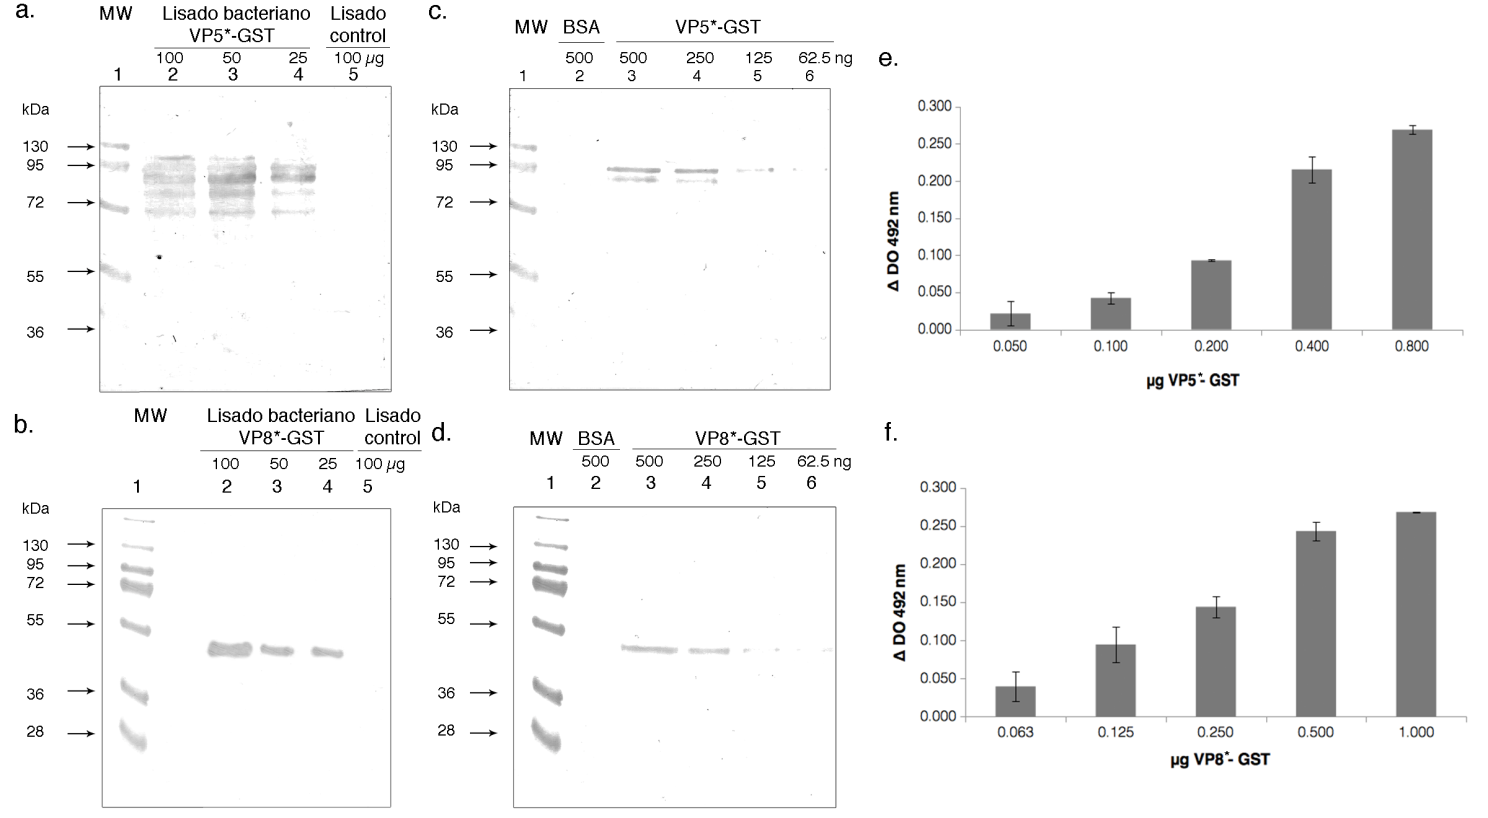 a.
MW
Lisado bacteriano
VP5*-GST
Lisado
control
100 50 25 100 µg
1 2 3 4 5
kDa
130
95
72
55
36
c.
MW BSA VP5*-GST
500 500 250 125 62.5 ng
1 2 3 4 5 6
kDa
130
95
72
55
36
e.
0.300
0.250
0.200
0.150
0.100
0.050
0.000
Δ DO 492 nm
0.050 0.100 0.200 0.400 0.800
µg VP5*- GST
b.
MW
Lisado bacteriano
VP8*-GST
Lisado
control
100 50 25 100 µg
1 2 3 4 5
kDa
130
95
72
55
36
28
d.
MW BSA VP8*-GST
500 500 250 125 62.5 ng
1 2 3 4 5 6
kDa
130
95
72
55
36
28
f.
0.300
0.250
0.200
0.150
0.100
0.050
0.000
Δ DO 492 nm
0.063 0.125 0.250 0.500 1.000
µg VP8*- GST